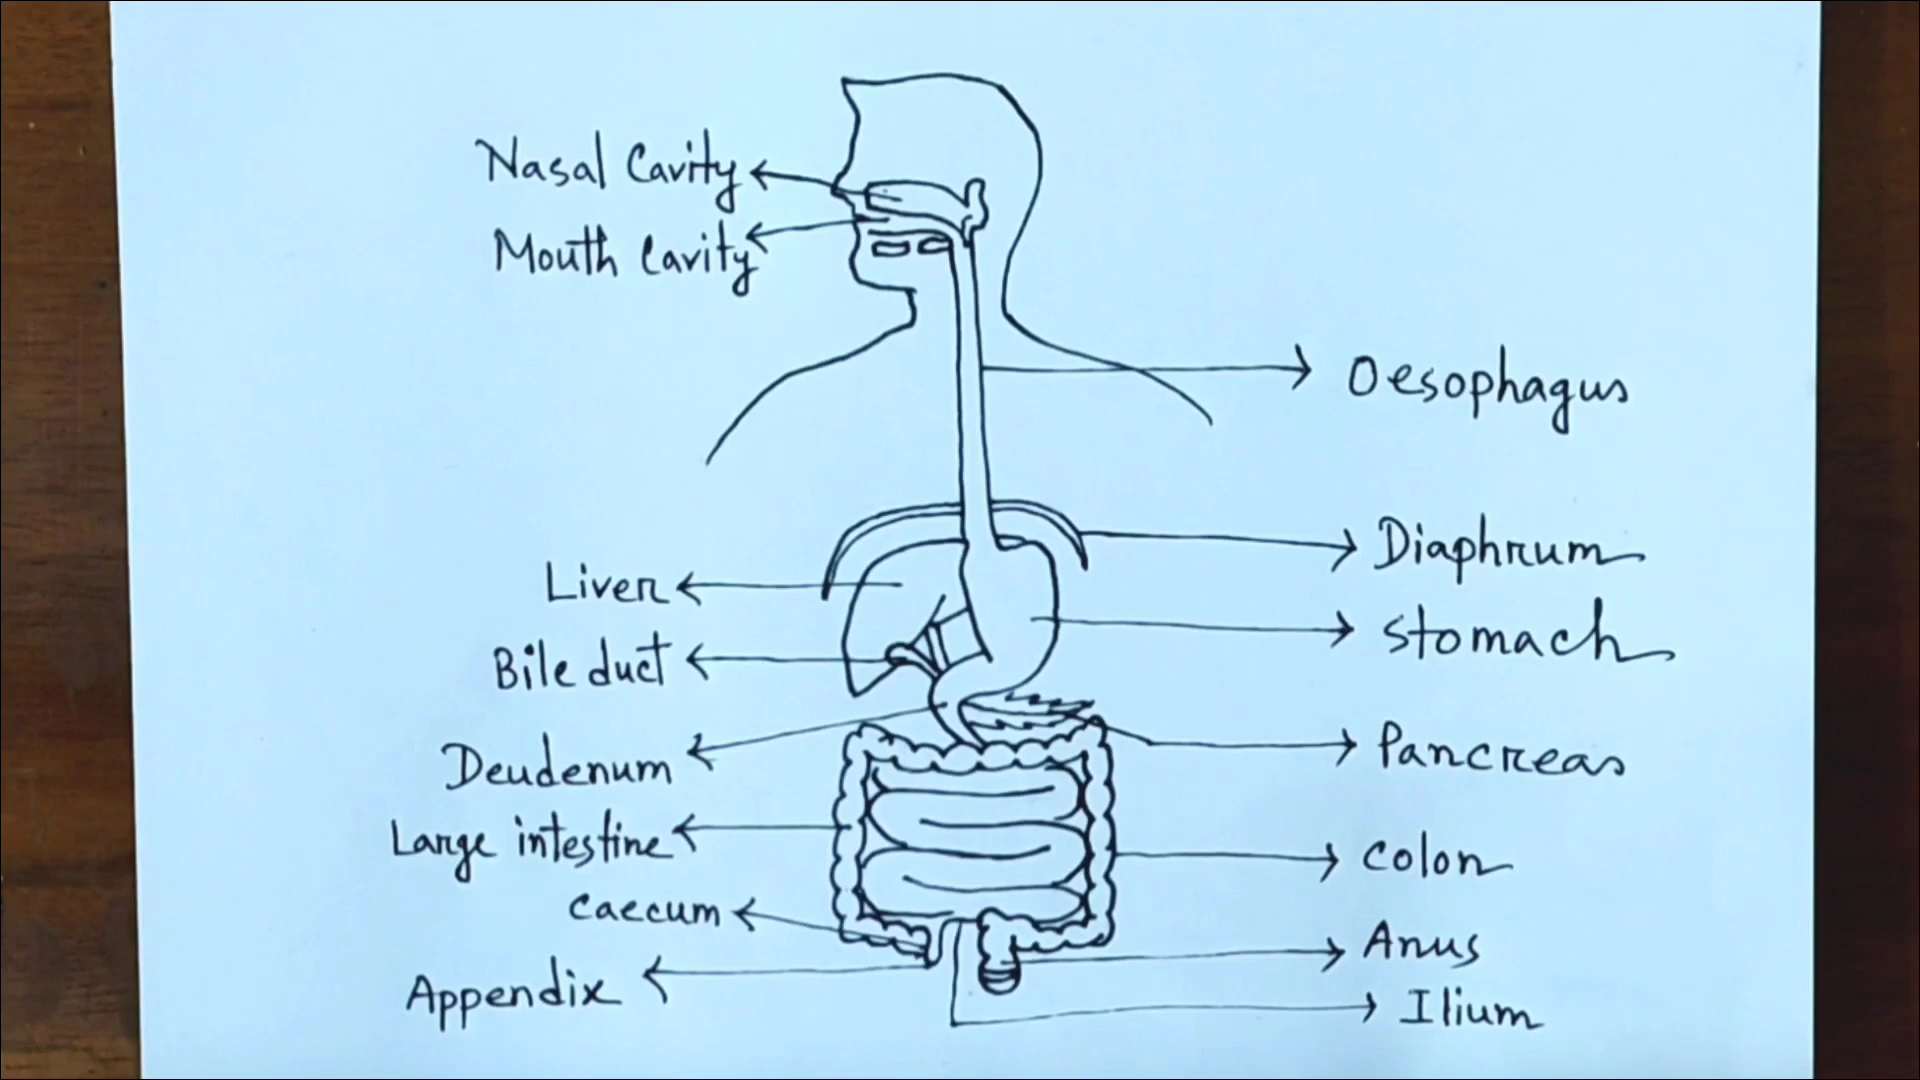 Nasal Cavity
Mouth Cavity
Oesophagus
Diaphrum
Liver
Stomach
Bile duct
Deudenum
Pancreas
Large intestine
Colon
Caecum
Anus
Appendix
Ilium